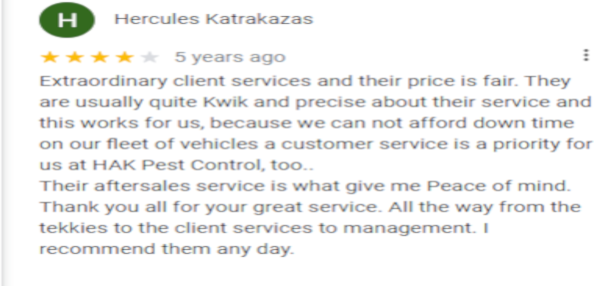 H
Hercules Katrakazas
5 years ago
Extraordinary client services and their price is fair. They
are usually quite Kwik and precise about their service and
this works for us, because we can not afford down time
on our fleet of vehicles a customer service is a priority for
us at HAK Pest Control, too..
Their aftersales service is what give me Peace of mind.
Thank you all for your great service. All the way from the
tekkies to the client services to management. I
recommend them any day.